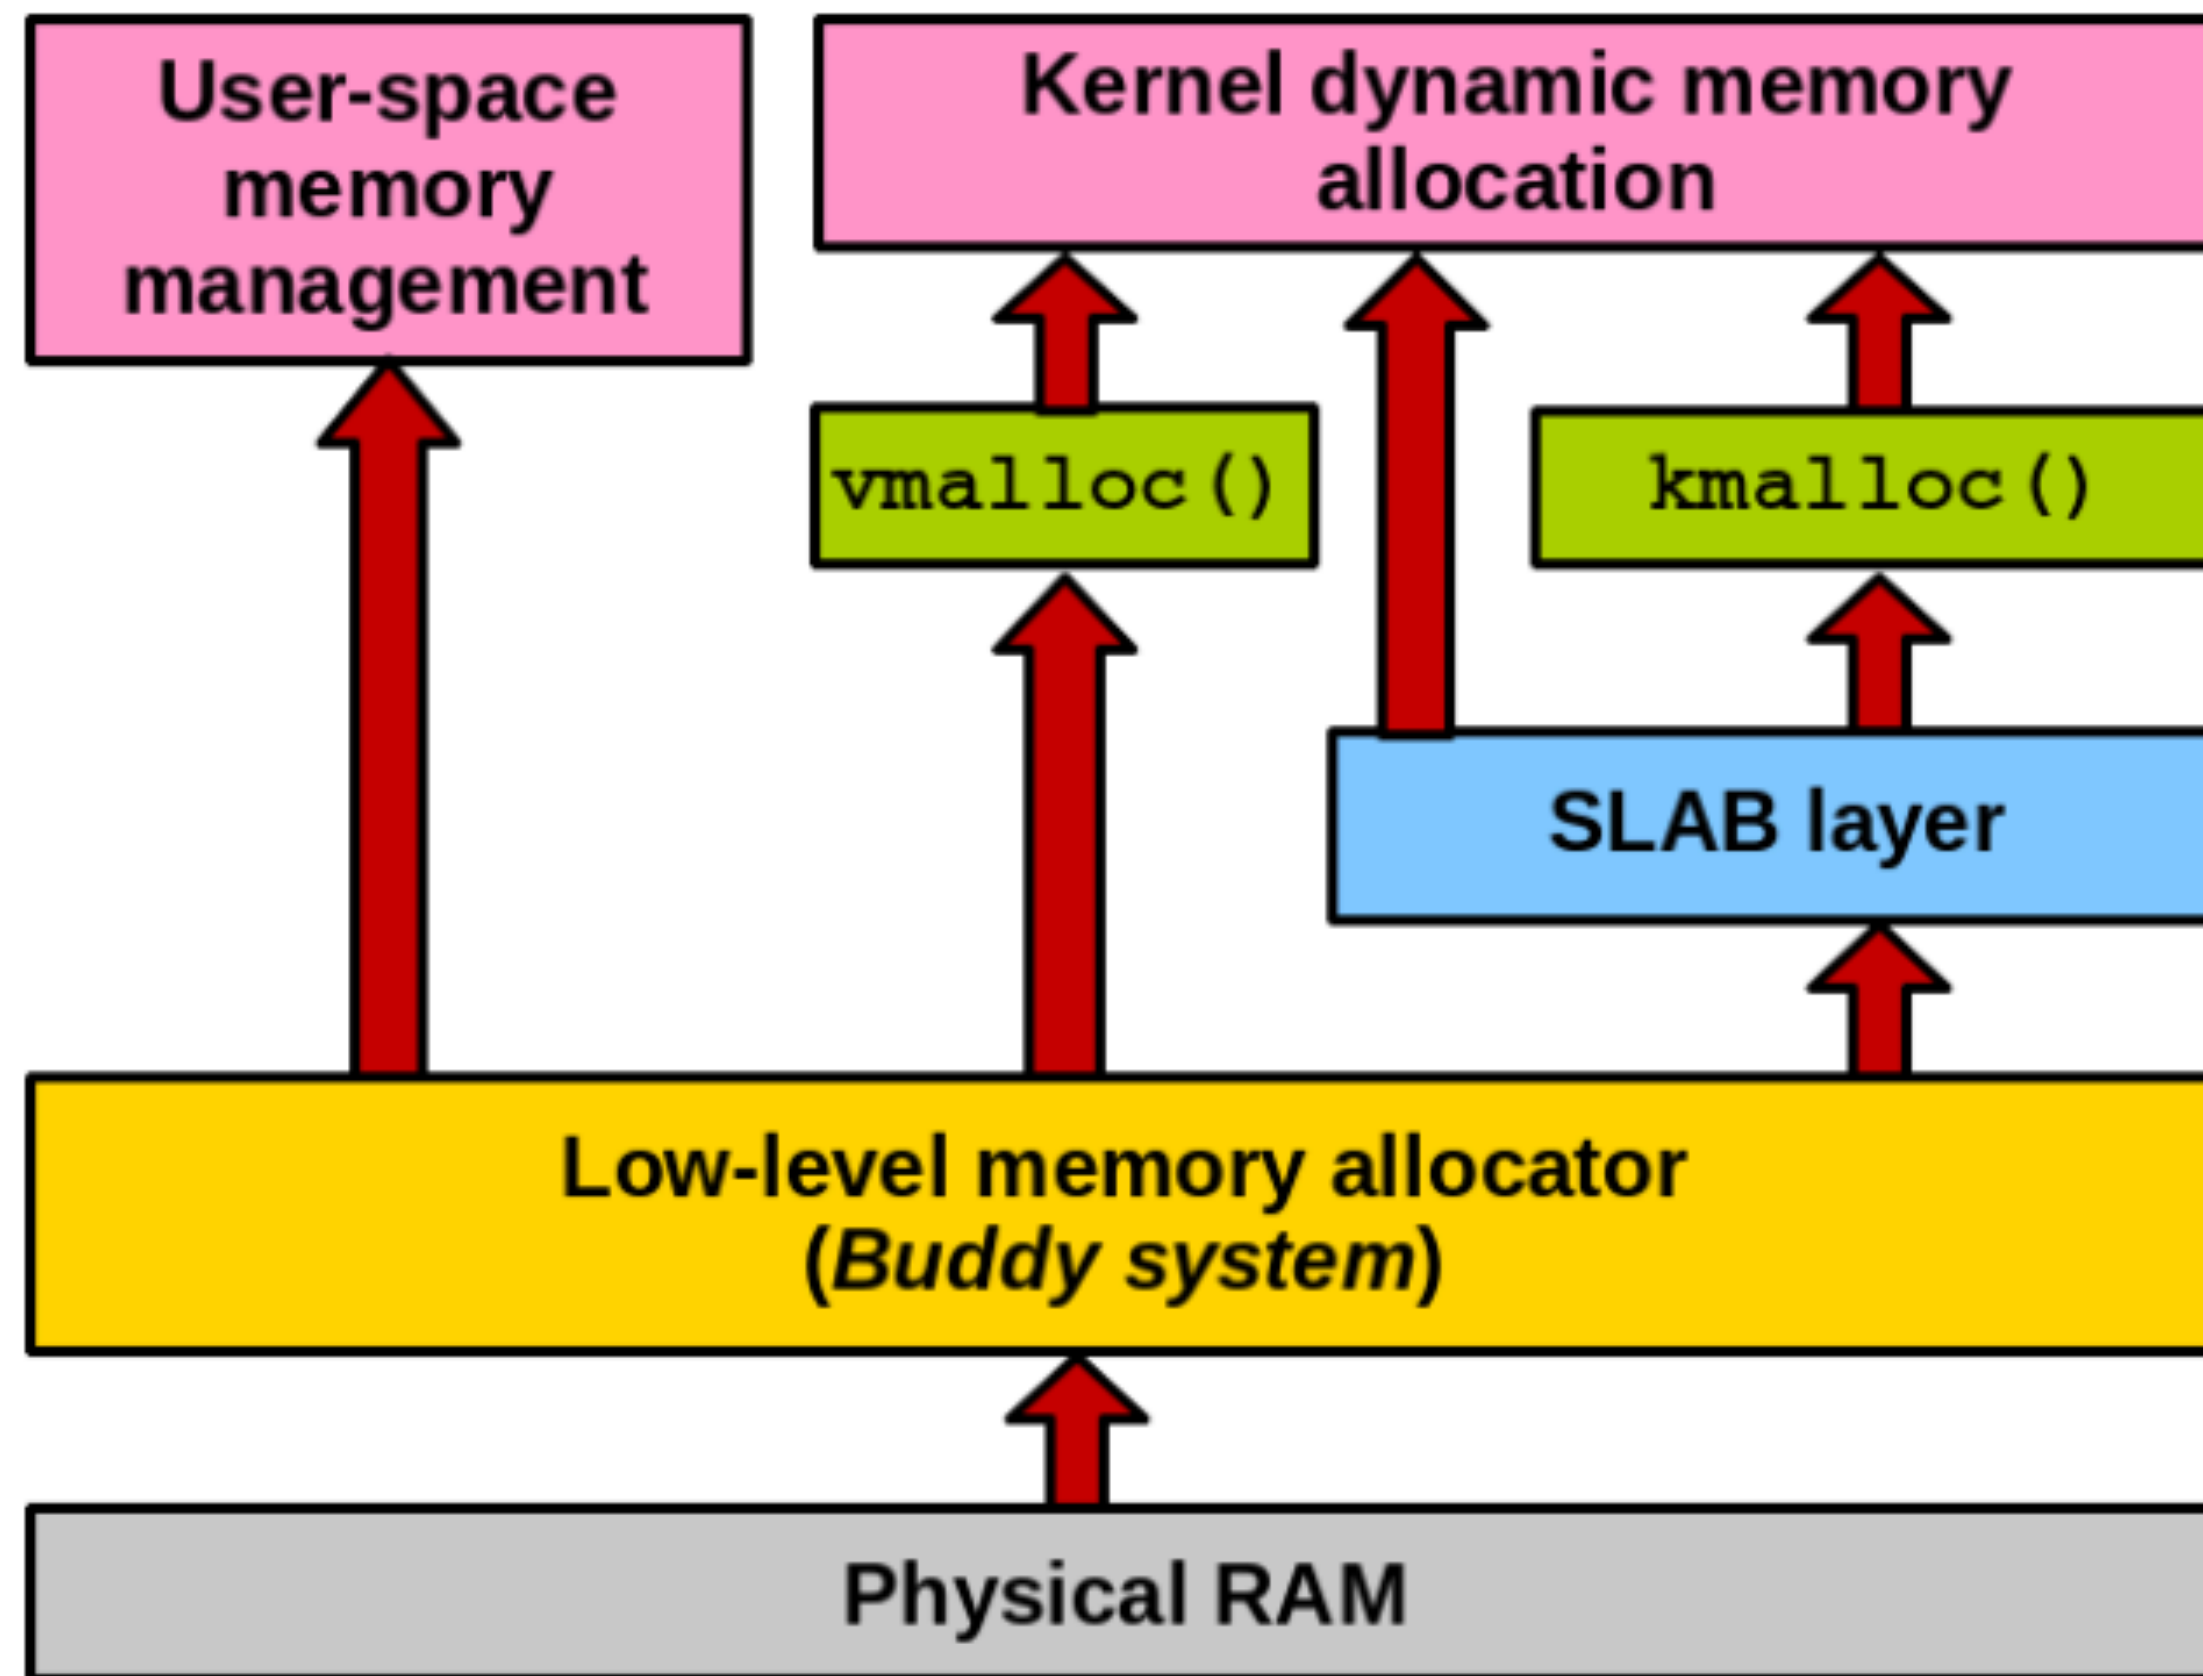 User-space
memory
management
Kernel dynamic memory
allocation
vmalloc()
kmalloc()
SLAB layer
Low-level memory allocator
(Buddy system)
Physical RAM